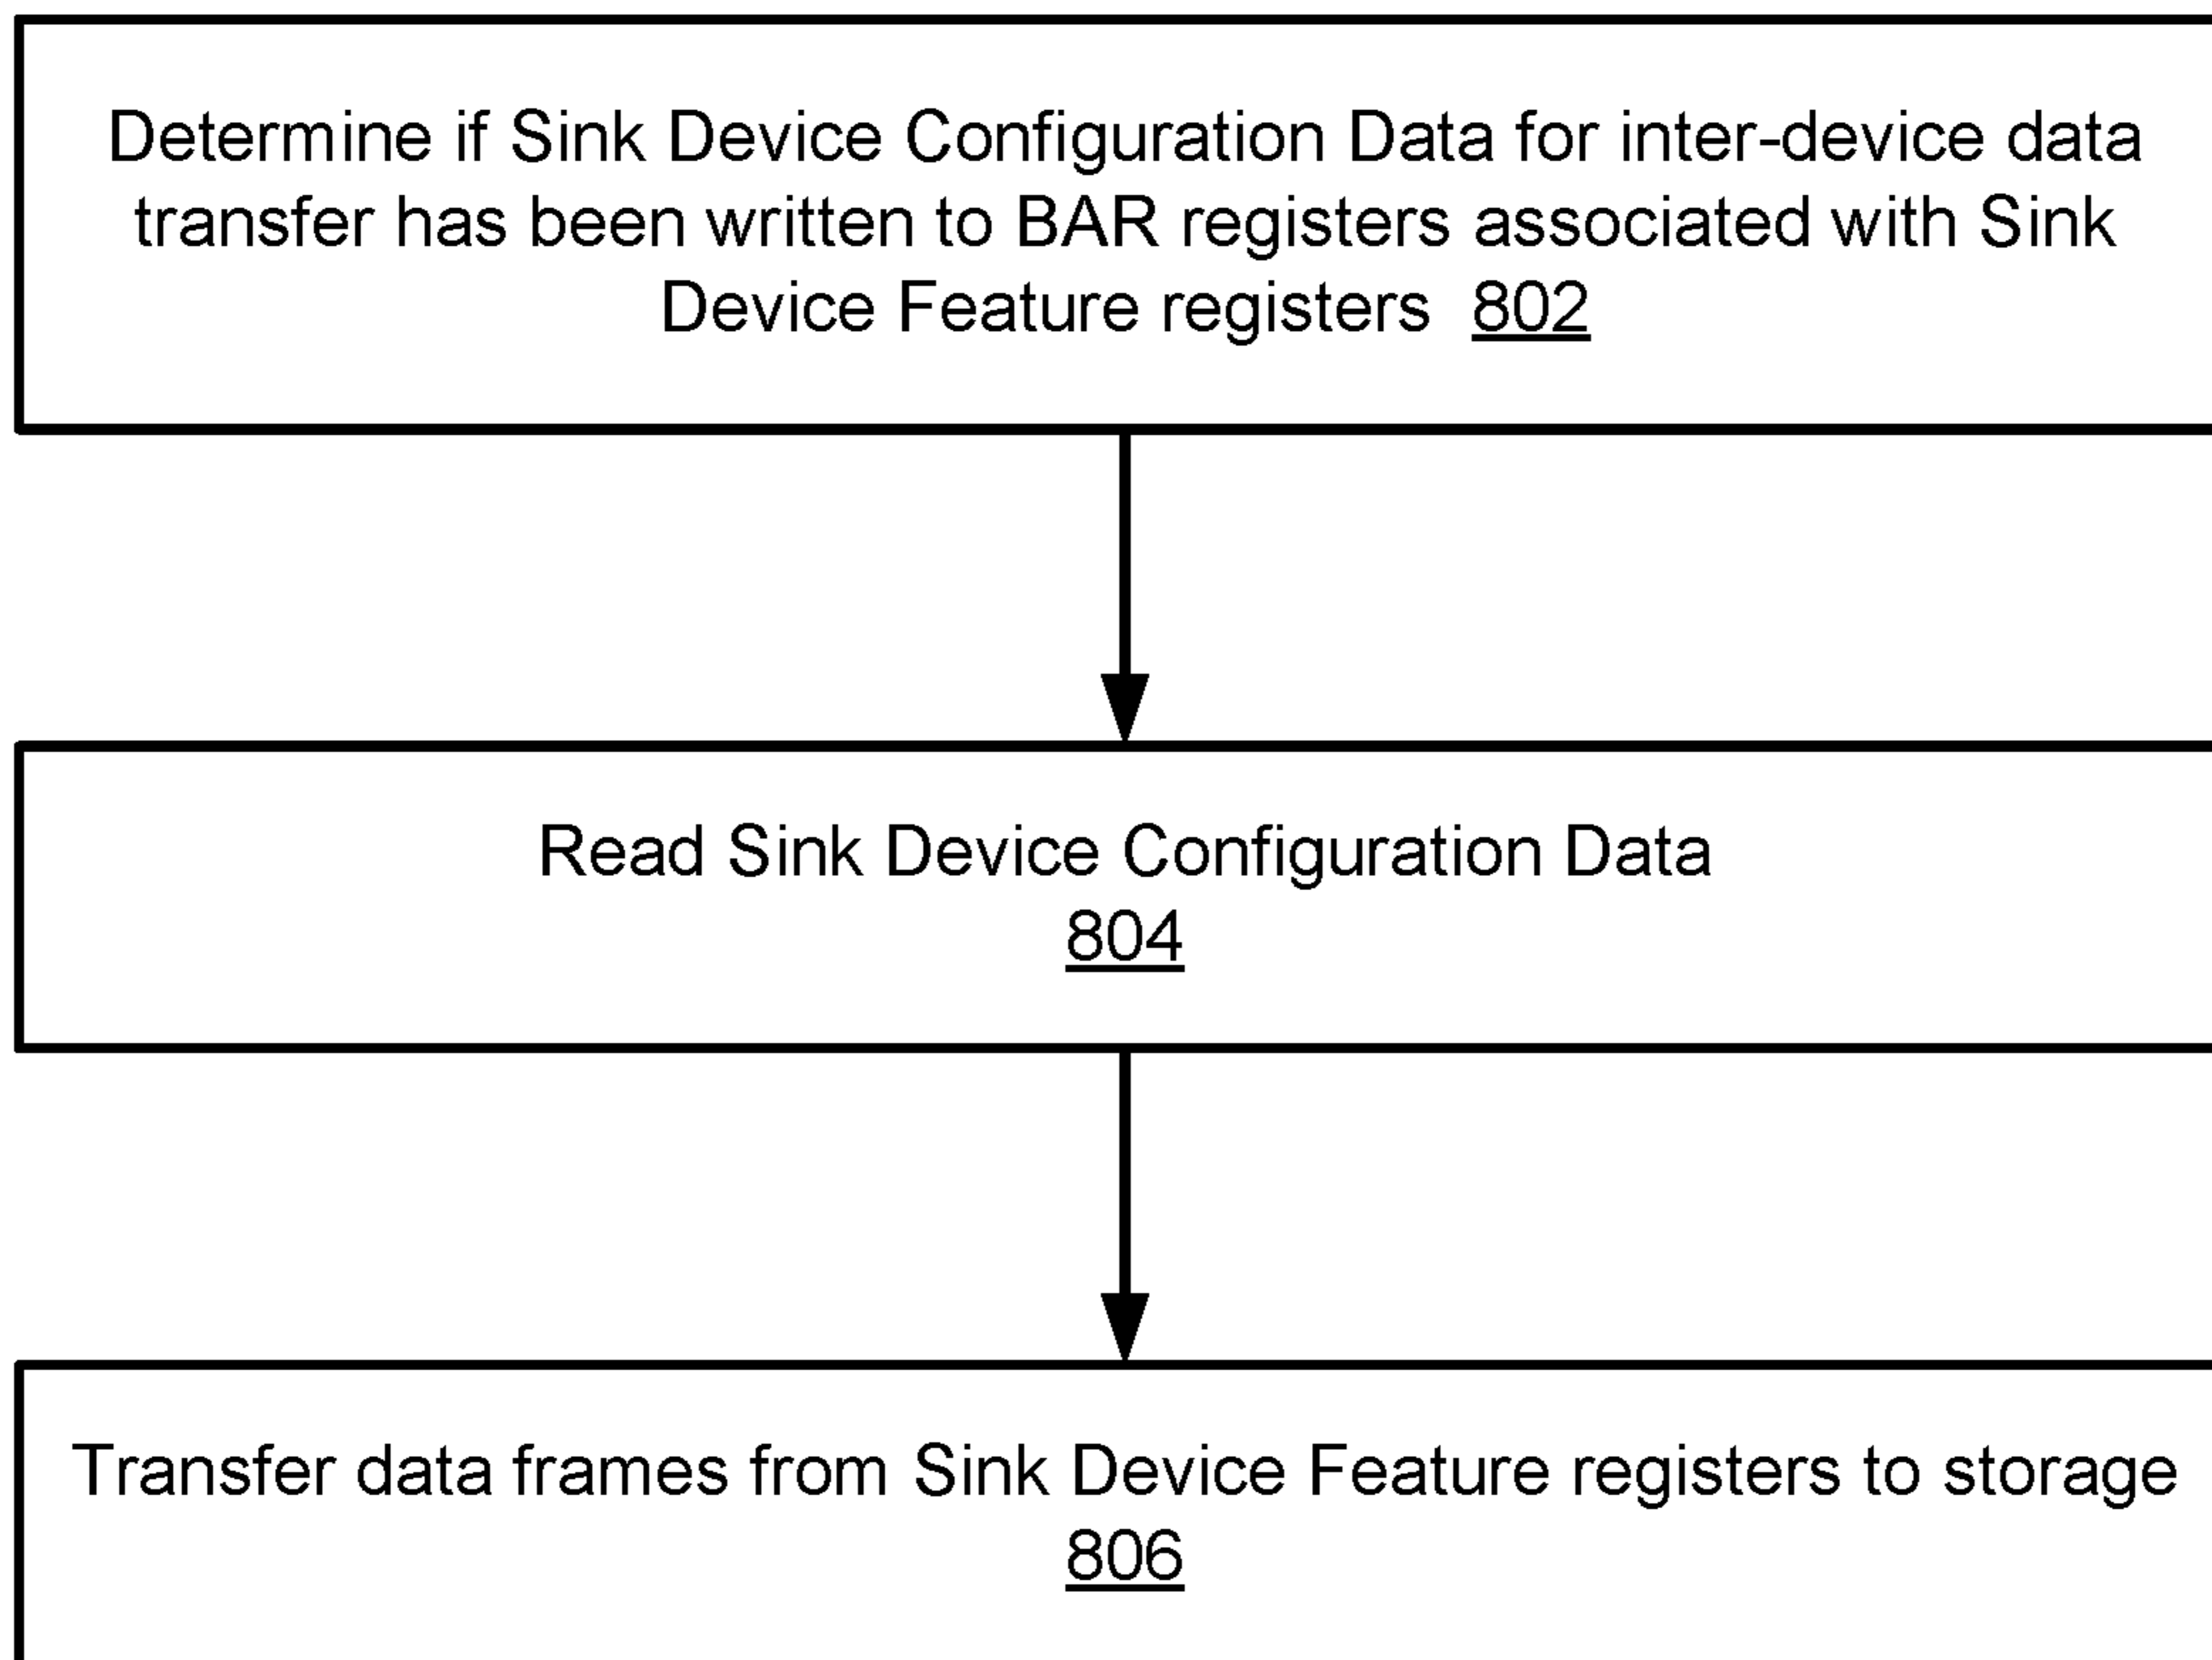 Determine if Sink Device Configuration Data for inter-device data
transfer has been written to BAR registers associated with Sink
Device Feature registers 802
Read Sink Device Configuration Data
804
Transfer data frames from Sink Device Feature registers to storage
806